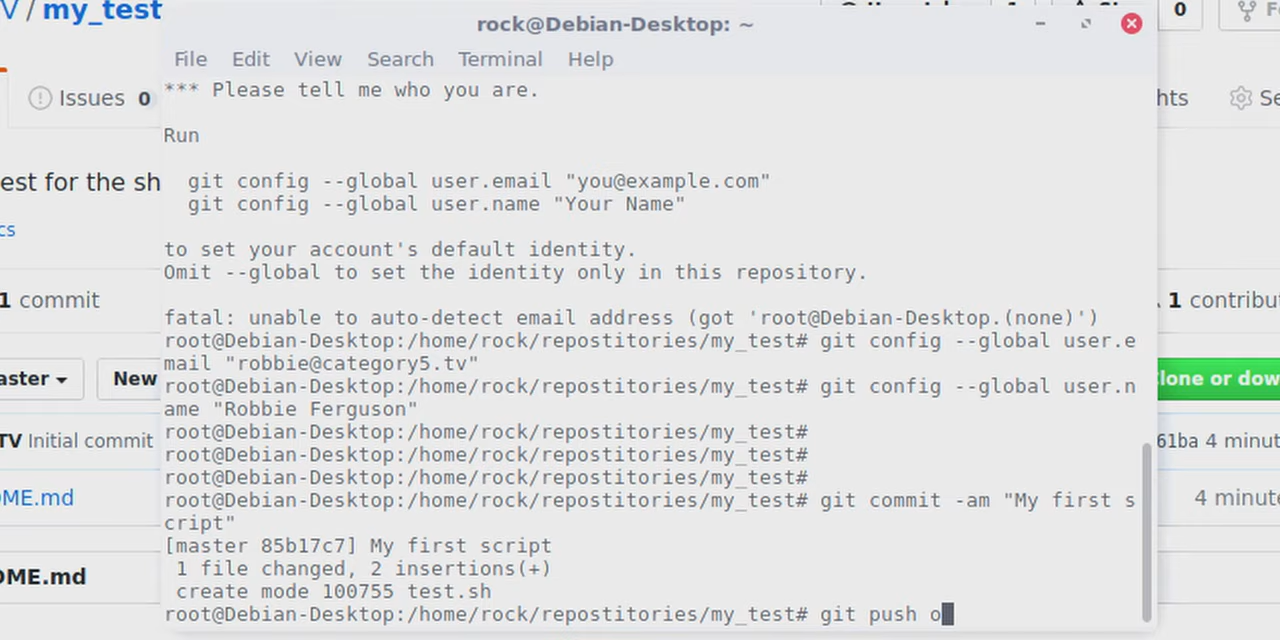 / my_test
rock@Debian-Desktop: ~
0
File Edit View Search Terminal Help
Issues 0
*** Please tell me who you are.
Run
git config --global user.email "you@example.com"
git config --global user.name "Your Name"
to set your account's default identity.
Omit --global to set the identity only in this repository.
fatal: unable to auto-detect email address (got 'root@Debian-Desktop.(none)')
root@Debian-Desktop:/home/rock/repostitories/my_test# git config --global user.e
mail "robbie@category5.tv"
root@Debian-Desktop:/home/rock/repostitories/my_test# git config --global user.n
ame "Robbie Ferguson"
root@Debian-Desktop:/home/rock/repostitories/my_test#
root@Debian-Desktop:/home/rock/repostitories/my_test#
root@Debian-Desktop:/home/rock/repostitories/my_test#
root@Debian-Desktop:/home/rock/repostitories/my_test# git commit -am "My first s
cript"
[master 85b17c7] My first script
1 file changed, 2 insertions(+)
create mode 100755 test.sh
root@Debian-Desktop:/home/rock/repostitories/my_test# git push o
est for the sh
cs
1 commit
1 contribu
aster
New
lone or dow
TV Initial commit
61ba 4 minut
OME.md
4 minute
OME.md
hts
Se